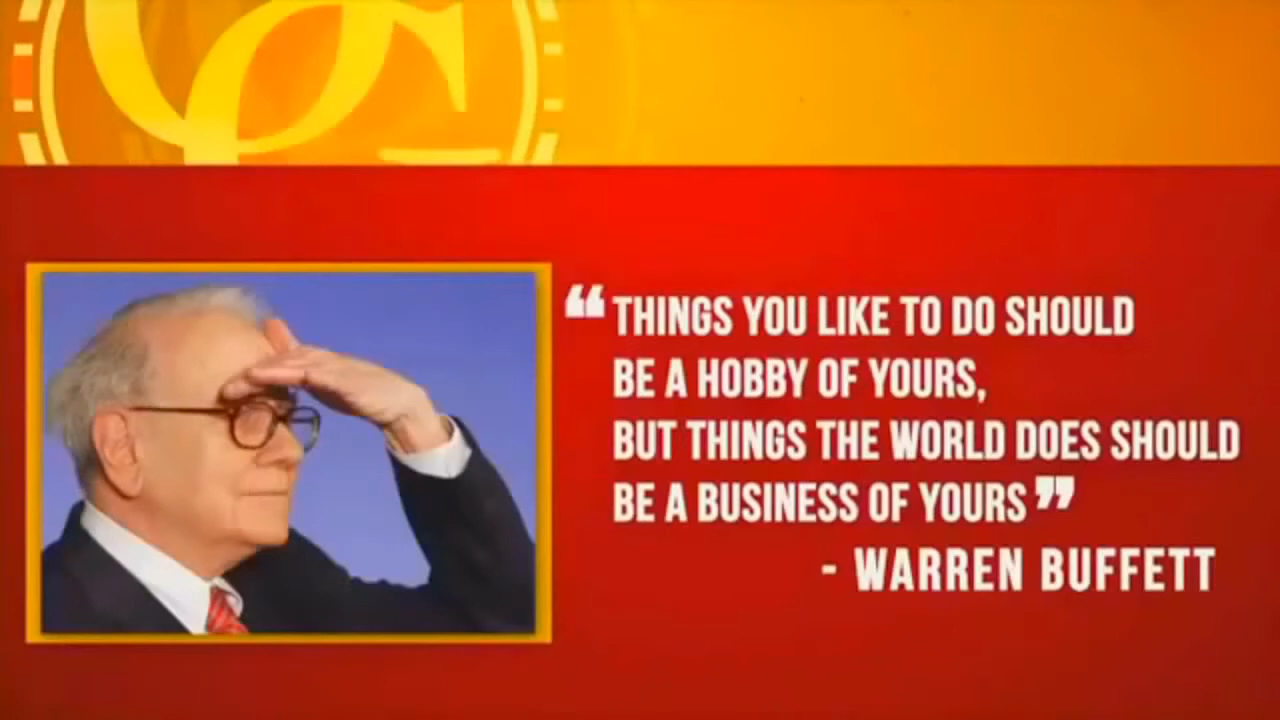 ❝ THINGS YOU LIKE TO DO SHOULD
BE A HOBBY OF YOURS,
BUT THINGS THE WORLD DOES SHOULD
BE A BUSINESS OF YOURS ❞
- WARREN BUFFETT